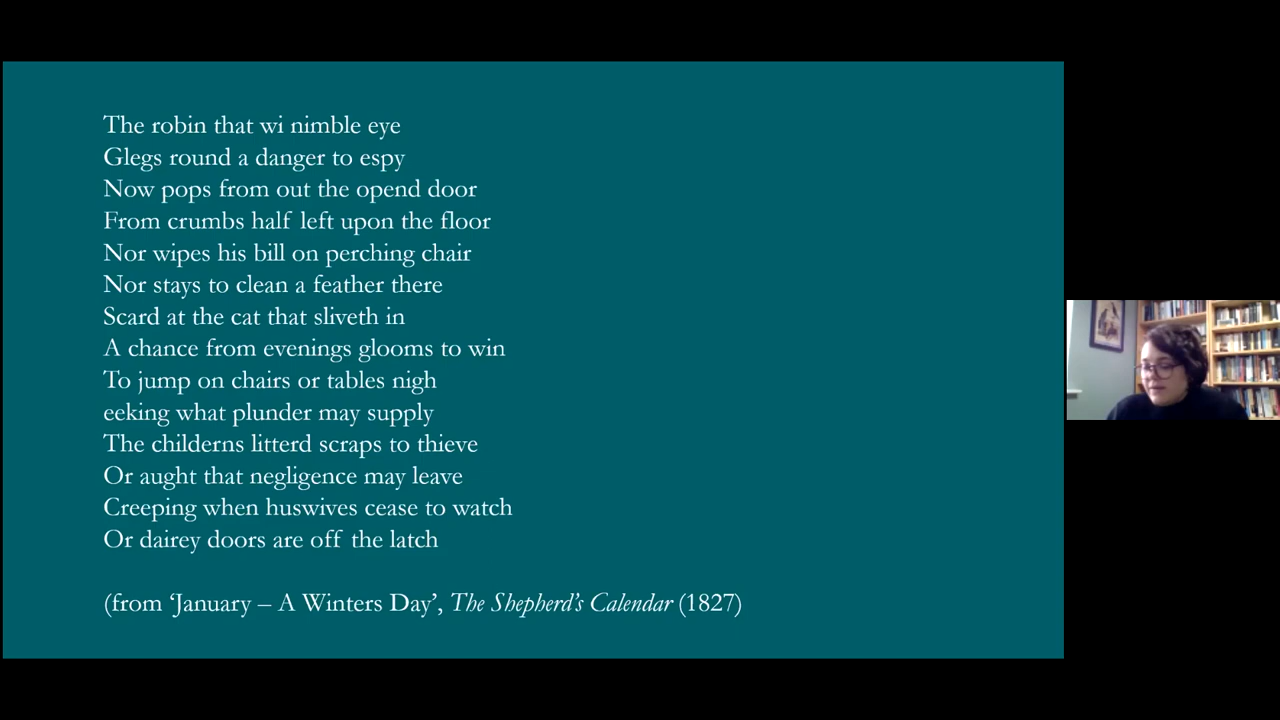 The robin that wi nimble eye
Glegs round a danger to espy
Now pops from out the opend door
From crumbs half left upon the floor
Nor wipes his bill on perching chair
Nor stays to clean a feather there
Scard at the cat that sliveth in
A chance from evenings glooms to win
To jump on chairs or tables nigh
eeking what plunder may supply
The childerns litterd scraps to thieve
Or aught that negligence may leave
Creeping when huswives cease to watch
Or dairey doors are off the latch
(from ‘January – A Winters Day’, The Shepherd’s Calendar (1827)